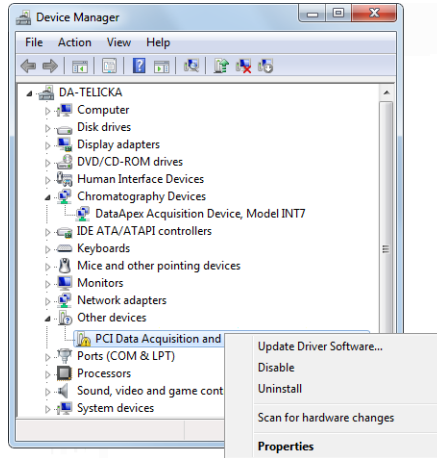 Device Manager
File Action View Help
DA-TELICKA
Computer
Disk drives
Display adapters
DVD/CD-ROM drives
Human Interface Devices
Chromatography Devices
DataApex Acquisition Device, Model INT7
IDE ATA/ATAPI controllers
Keyboards
Mice and other pointing devices
Monitors
Network adapters
Other devices
PCI Data Acquisition and
Ports (COM & LPT)
Processors
Sound, video and game cont
System devices
Update Driver Software...
Disable
Uninstall
Scan for hardware changes
Properties